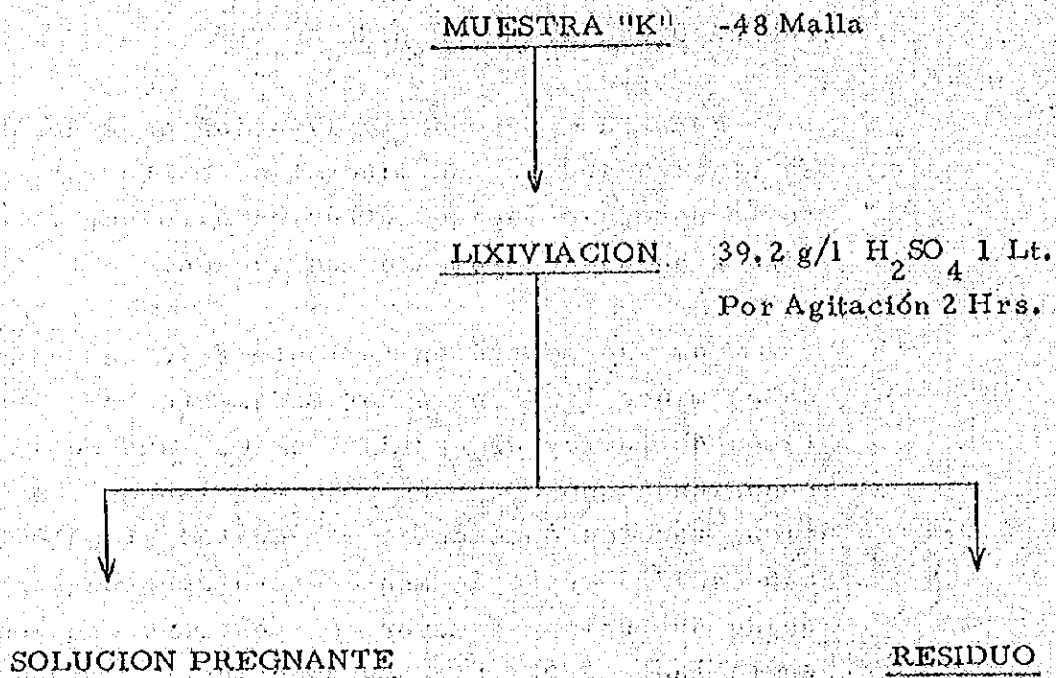 MUESTRA "K" -48 Malla
LIXIVIACION 39.2 g/l H2SO4 1 Lt.
Por Agitación 2 Hrs.
SOLUCION PREGNANTE RESIDUO